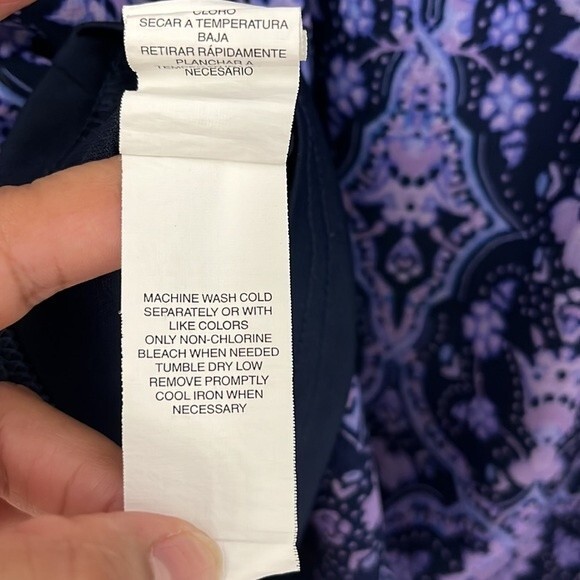 CLORO
SECAR A TEMPERATURA
BAJA
RETIRAR RÁPIDAMENTE
PLANCHAR A
NECESARIO
MACHINE WASH COLD
SEPARATELY OR WITH
LIKE COLORS
ONLY NON-CHLORINE
BLEACH WHEN NEEDED
TUMBLE DRY LOW
REMOVE PROMPTLY
COOL IRON WHEN
NECESSARY